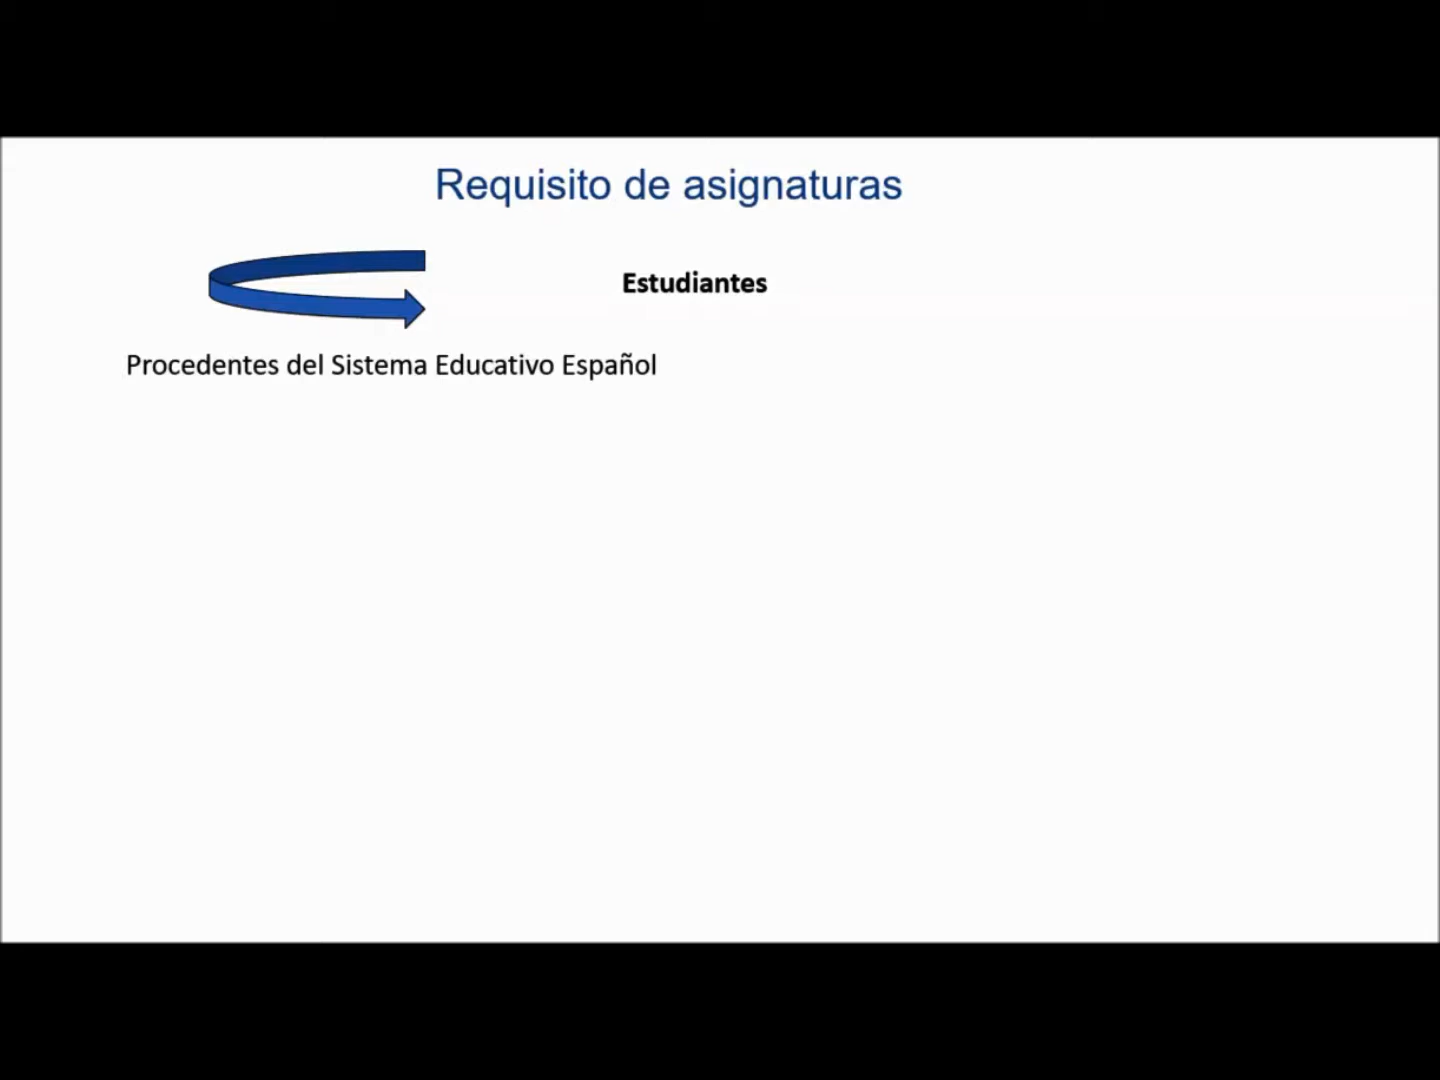 Requisito de asignaturas
Estudiantes
Procedentes del Sistema Educativo Español